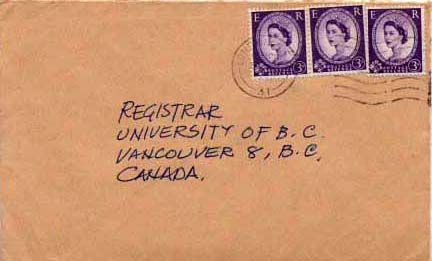 E R E R E R
3D 3D 3D
REGISTRAR
UNIVERSITY OF B.C.
VANCOUVER 8, B.C.
CANADA.